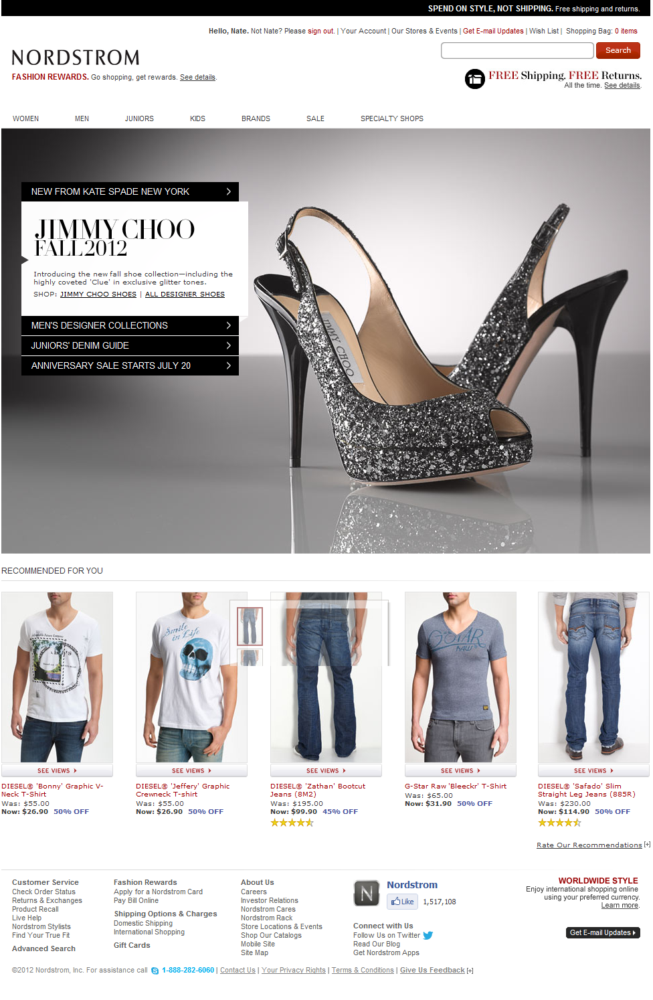 SPEND ON STYLE, NOT SHIPPING. Free shipping and returns.
Hello, Nate. Not Nate? Please sign out. | Your Account | Our Stores & Events | Get E-mail Updates | Wish List | Shopping Bag: 0 items
Search
NORDSTROM
FASHION REWARDS. Go shopping, get rewards. See details.
FREE Shipping. FREE Returns.
All the time. See details.
WOMEN MEN JUNIORS KIDS BRANDS SALE SPECIALTY SHOPS
NEW FROM KATE SPADE NEW YORK
JIMMY CHOO
FALL 2012
Introducing the new fall shoe collection—including the
highly coveted 'Clue' in exclusive glitter tones.
SHOP: JIMMY CHOO SHOES | ALL DESIGNER SHOES
MEN'S DESIGNER COLLECTIONS
JUNIORS' DENIM GUIDE
ANNIVERSARY SALE STARTS JULY 20
JIMMY CHOO
RECOMMENDED FOR YOU
Smile
in Life
GSTAR
RAW
SEE VIEWS SEE VIEWS SEE VIEWS SEE VIEWS SEE VIEWS
DIESEL® 'Bonny' Graphic V-
Neck T-Shirt
Was: $55.00
Now: $26.90 50% OFF
DIESEL® 'Jeffery' Graphic
Crewneck T-shirt
Was: $55.00
Now: $26.90 50% OFF
DIESEL® 'Zathan' Bootcut
Jeans (8M2)
Was: $195.00
Now: $99.90 45% OFF
G-Star Raw 'Bleeckr' T-Shirt
Was: $65.00
Now: $31.90 50% OFF
DIESEL® 'Safado' Slim
Straight Leg Jeans (885R)
Was: $230.00
Now: $114.90 50% OFF
Rate Our Recommendations [+]
Customer Service
Check Order Status
Returns & Exchanges
Product Recall
Live Help
Nordstrom Stylists
Find Your True Fit
Advanced Search
Fashion Rewards
Apply for a Nordstrom Card
Pay Bill Online
Shipping Options & Charges
Domestic Shipping
International Shipping
Gift Cards
About Us
Careers
Investor Relations
Nordstrom Cares
Nordstrom Rack
Store Locations & Events
Shop Our Catalogs
Mobile Site
Site Map
N
Nordstrom
Like 1,517,108
Connect with Us
Follow Us on Twitter
Read Our Blog
Get Nordstrom Apps
WORLDWIDE STYLE
Enjoy international shopping online
using your preferred currency.
Learn more.
Get E-mail Updates
©2012 Nordstrom, Inc. For assistance call 1-888-282-6060 | Contact Us | Your Privacy Rights | Terms & Conditions | Give Us Feedback [+]